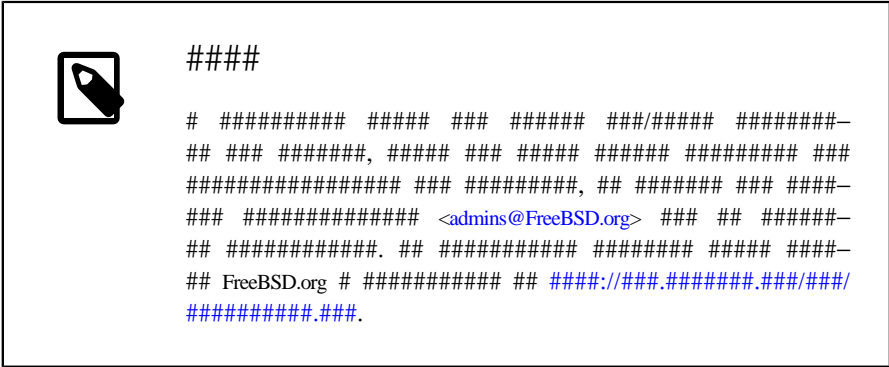 ####
# ########## ##### ### ###### ###/##### ########–
## ### #######, ##### ### ##### ###### ######### ###
################# ### #########, ## ####### ### ####–
### ############## <admins@FreeBSD.org> ### ## ######–
## ############. ## ########### ######## ##### ####–
## FreeBSD.org # ########### ## ####://###.#######.###/###/
##########.###.